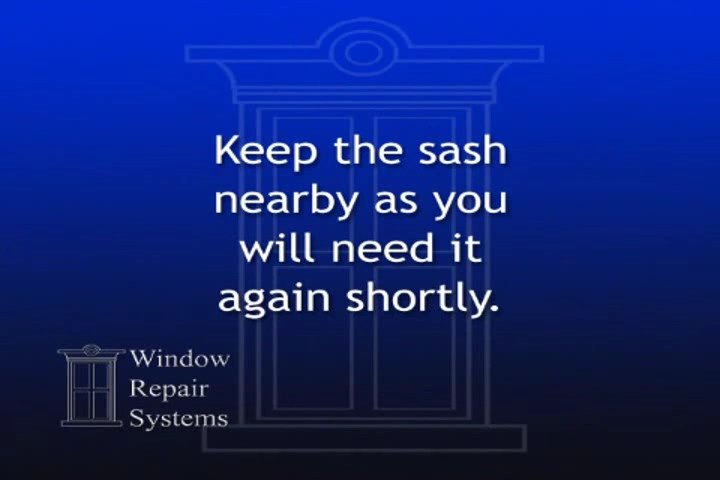 Keep the sash
nearby as you
will need it
again shortly.
Window
Repair
Systems